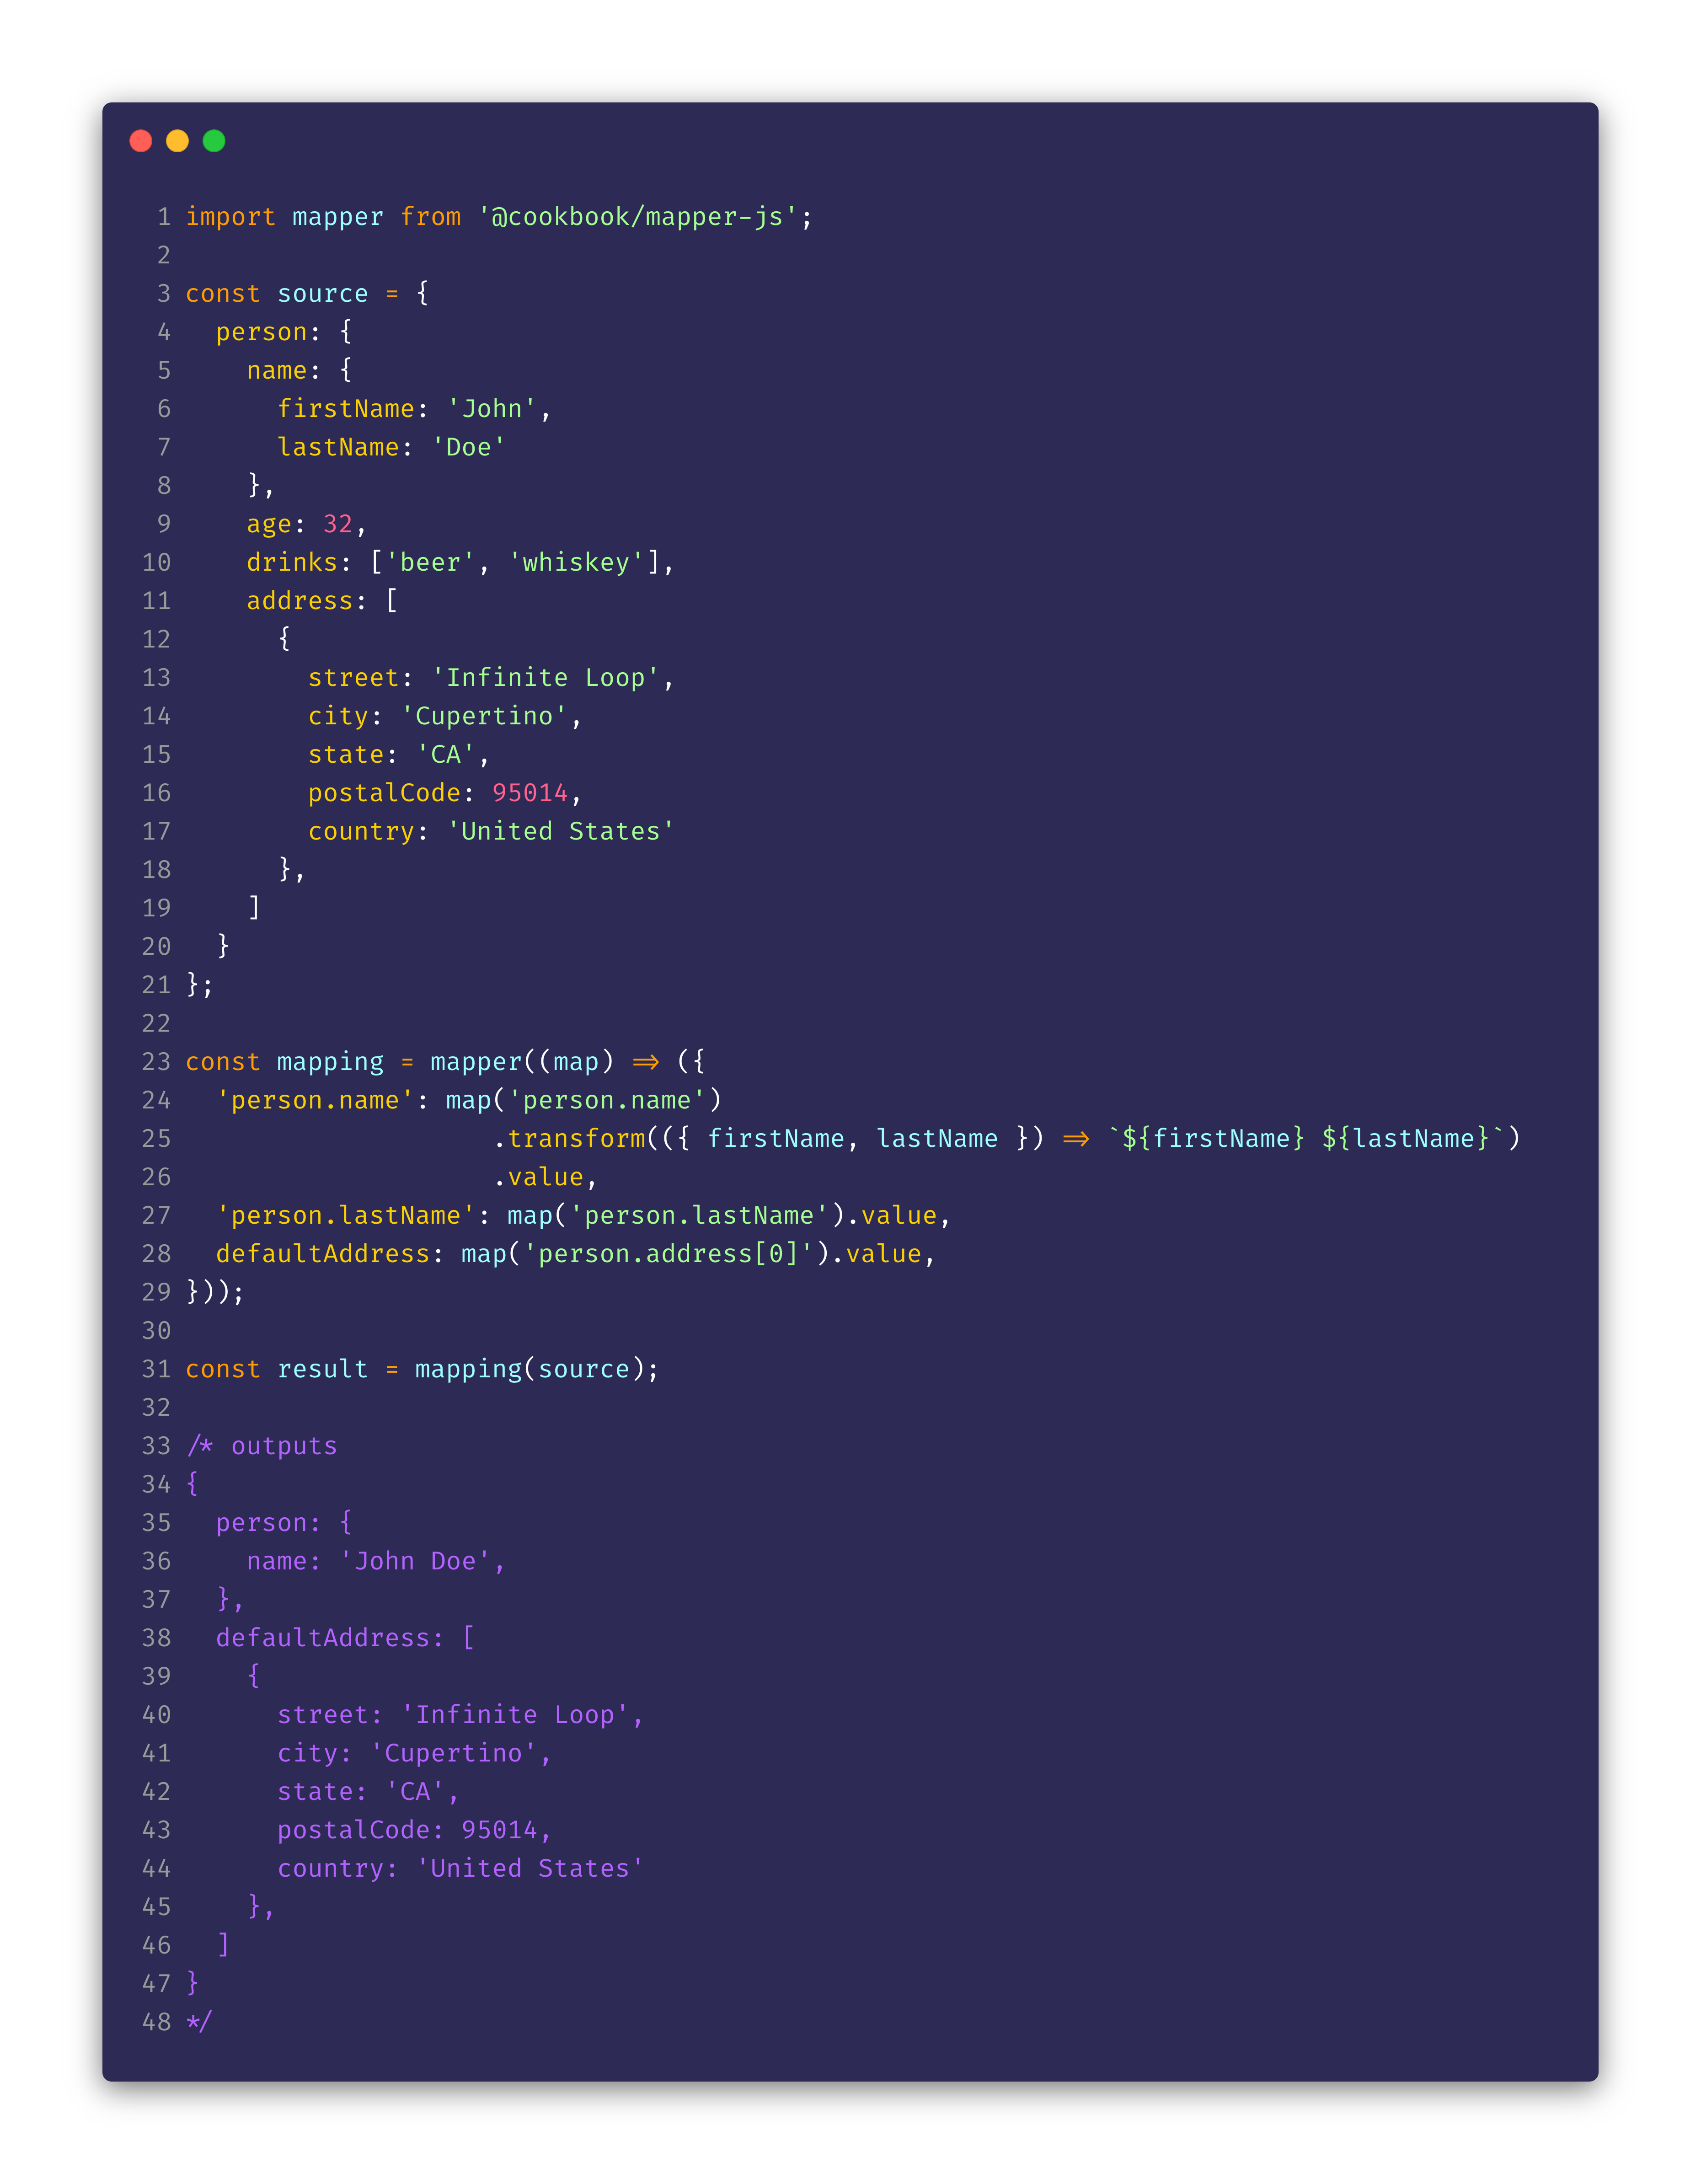 1 import mapper from '@cookbook/mapper-js';
2
3 const source = {
4   person: {
5     name: {
6       firstName: 'John',
7       lastName: 'Doe'
8     },
9     age: 32,
10     drinks: ['beer', 'whiskey'],
11     address: [
12       {
13         street: 'Infinite Loop',
14         city: 'Cupertino',
15         state: 'CA',
16         postalCode: 95014,
17         country: 'United States'
18       },
19     ]
20   }
21 };
22
23 const mapping = mapper((map) => ({
24   'person.name': map('person.name')
25                     .transform(({ firstName, lastName }) => `${firstName} ${lastName}`)
26                     .value,
27   'person.lastName': map('person.lastName').value,
28   defaultAddress: map('person.address[0]').value,
29 }));
30
31 const result = mapping(source);
32
33 /* outputs
34 {
35   person: {
36     name: 'John Doe',
37   },
38   defaultAddress: [
39     {
40       street: 'Infinite Loop',
41       city: 'Cupertino',
42       state: 'CA',
43       postalCode: 95014,
44       country: 'United States'
45     },
46   ]
47 }
48 */